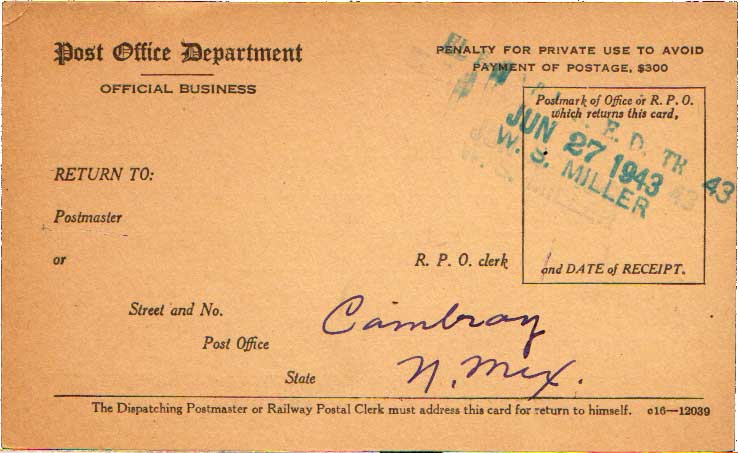 Post Office Department
OFFICIAL BUSINESS
PENALTY FOR PRIVATE USE TO AVOID
PAYMENT OF POSTAGE, $300
Postmark of Office or R. P. O.
which returns this card,
E. D. TR 43
JUN 27 1943
W. S. MILLER
and DATE of RECEIPT.
RETURN TO:
Postmaster
or R. P. O. clerk
Street and No.
Post Office Cambray
State N. Mex.
The Dispatching Postmaster or Railway Postal Clerk must address this card for return to himself. c16—12039